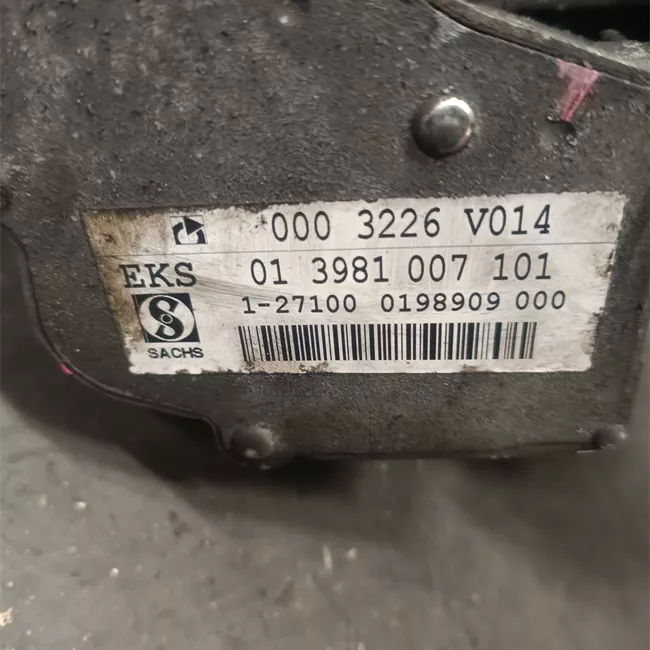 000 3226 V014
EKS 01 3981 007 101
1-27100 0198909 000
S
SACHS